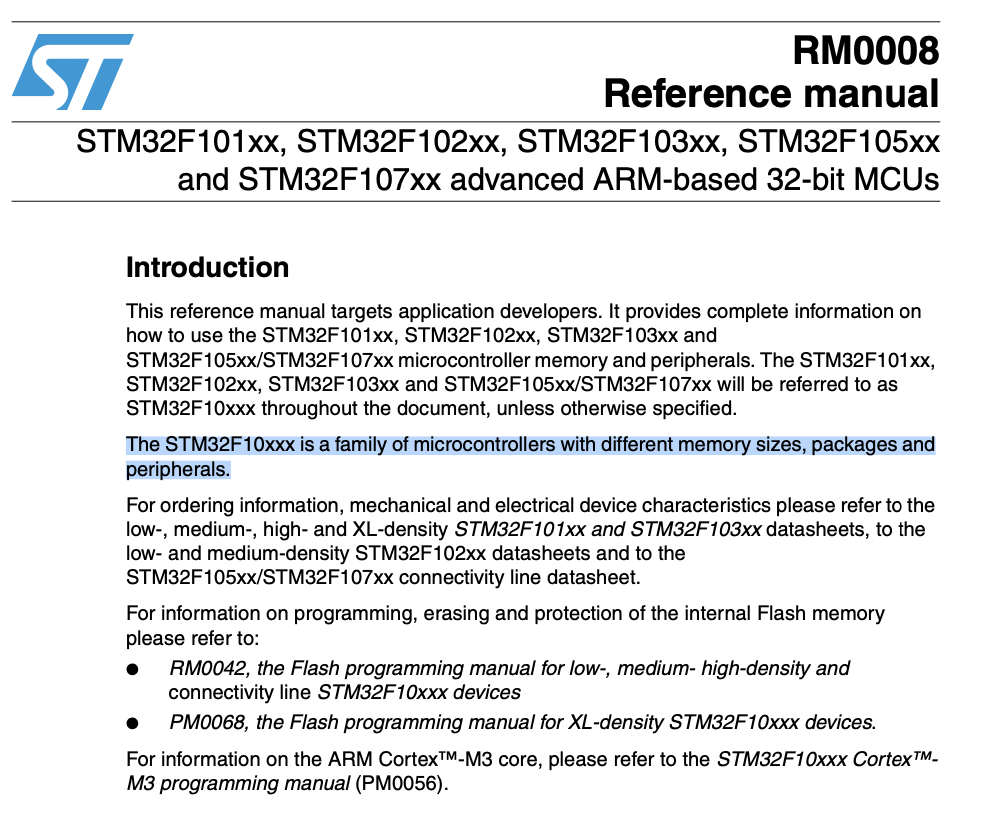 ST
RM0008
Reference manual
STM32F101xx, STM32F102xx, STM32F103xx, STM32F105xx
and STM32F107xx advanced ARM-based 32-bit MCUs
Introduction
This reference manual targets application developers. It provides complete information on
how to use the STM32F101xx, STM32F102xx, STM32F103xx and
STM32F105xx/STM32F107xx microcontroller memory and peripherals. The STM32F101xx,
STM32F102xx, STM32F103xx and STM32F105xx/STM32F107xx will be referred to as
STM32F10xxx throughout the document, unless otherwise specified.
The STM32F10xxx is a family of microcontrollers with different memory sizes, packages and
peripherals.
For ordering information, mechanical and electrical device characteristics please refer to the
low-, medium-, high- and XL-density STM32F101xx and STM32F103xx datasheets, to the
low- and medium-density STM32F102xx datasheets and to the
STM32F105xx/STM32F107xx connectivity line datasheet.
For information on programming, erasing and protection of the internal Flash memory
please refer to:
● RM0042, the Flash programming manual for low-, medium- high-density and
connectivity line STM32F10xxx devices
● PM0068, the Flash programming manual for XL-density STM32F10xxx devices.
For information on the ARM Cortex™-M3 core, please refer to the STM32F10xxx Cortex™-
M3 programming manual (PM0056).